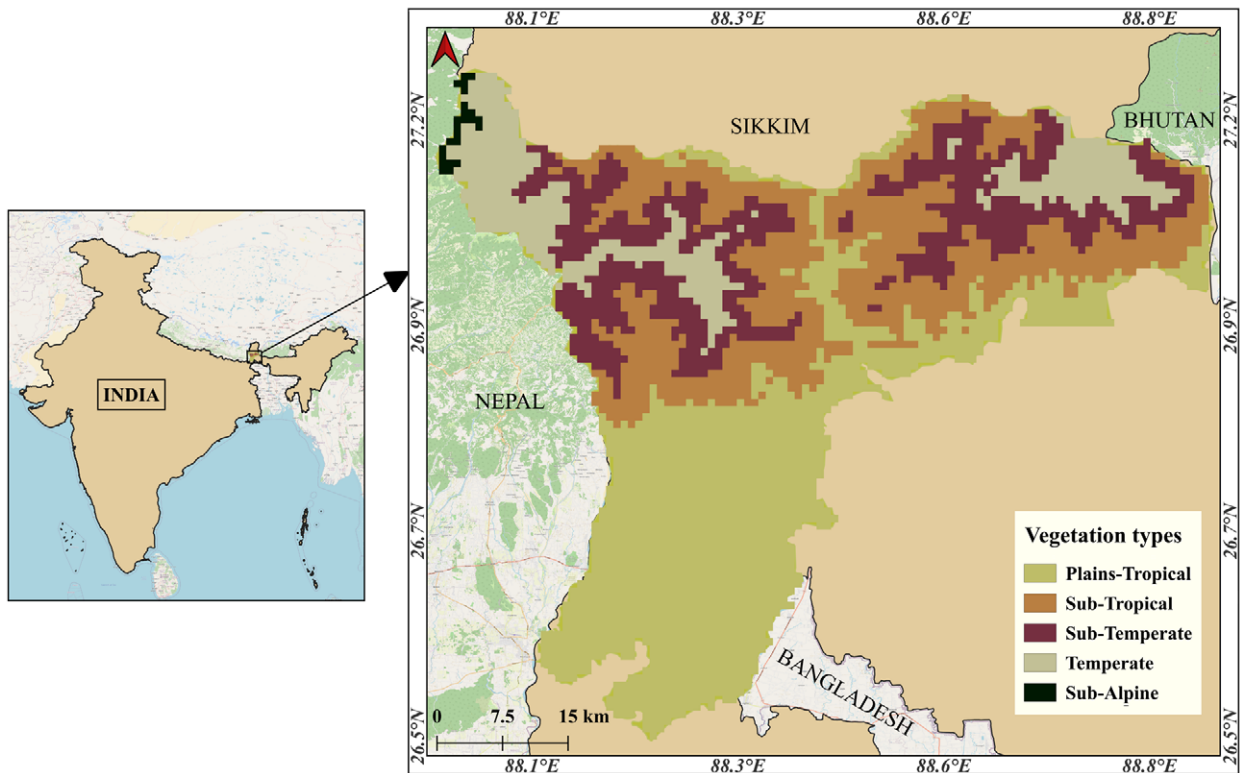 88.1°E 88.3°E 88.6°E 88.8°E
27.2°N
27.2°N
SIKKIM
BHUTAN
26.9°N
26.9°N
INDIA
NEPAL
26.7°N
26.7°N
Vegetation types
Plains-Tropical
Sub-Tropical
Sub-Temperate
Temperate
Sub-Alpine
BANGLADESH
0 7.5 15 km
26.5°N
26.5°N
88.1°E 88.3°E 88.6°E 88.8°E